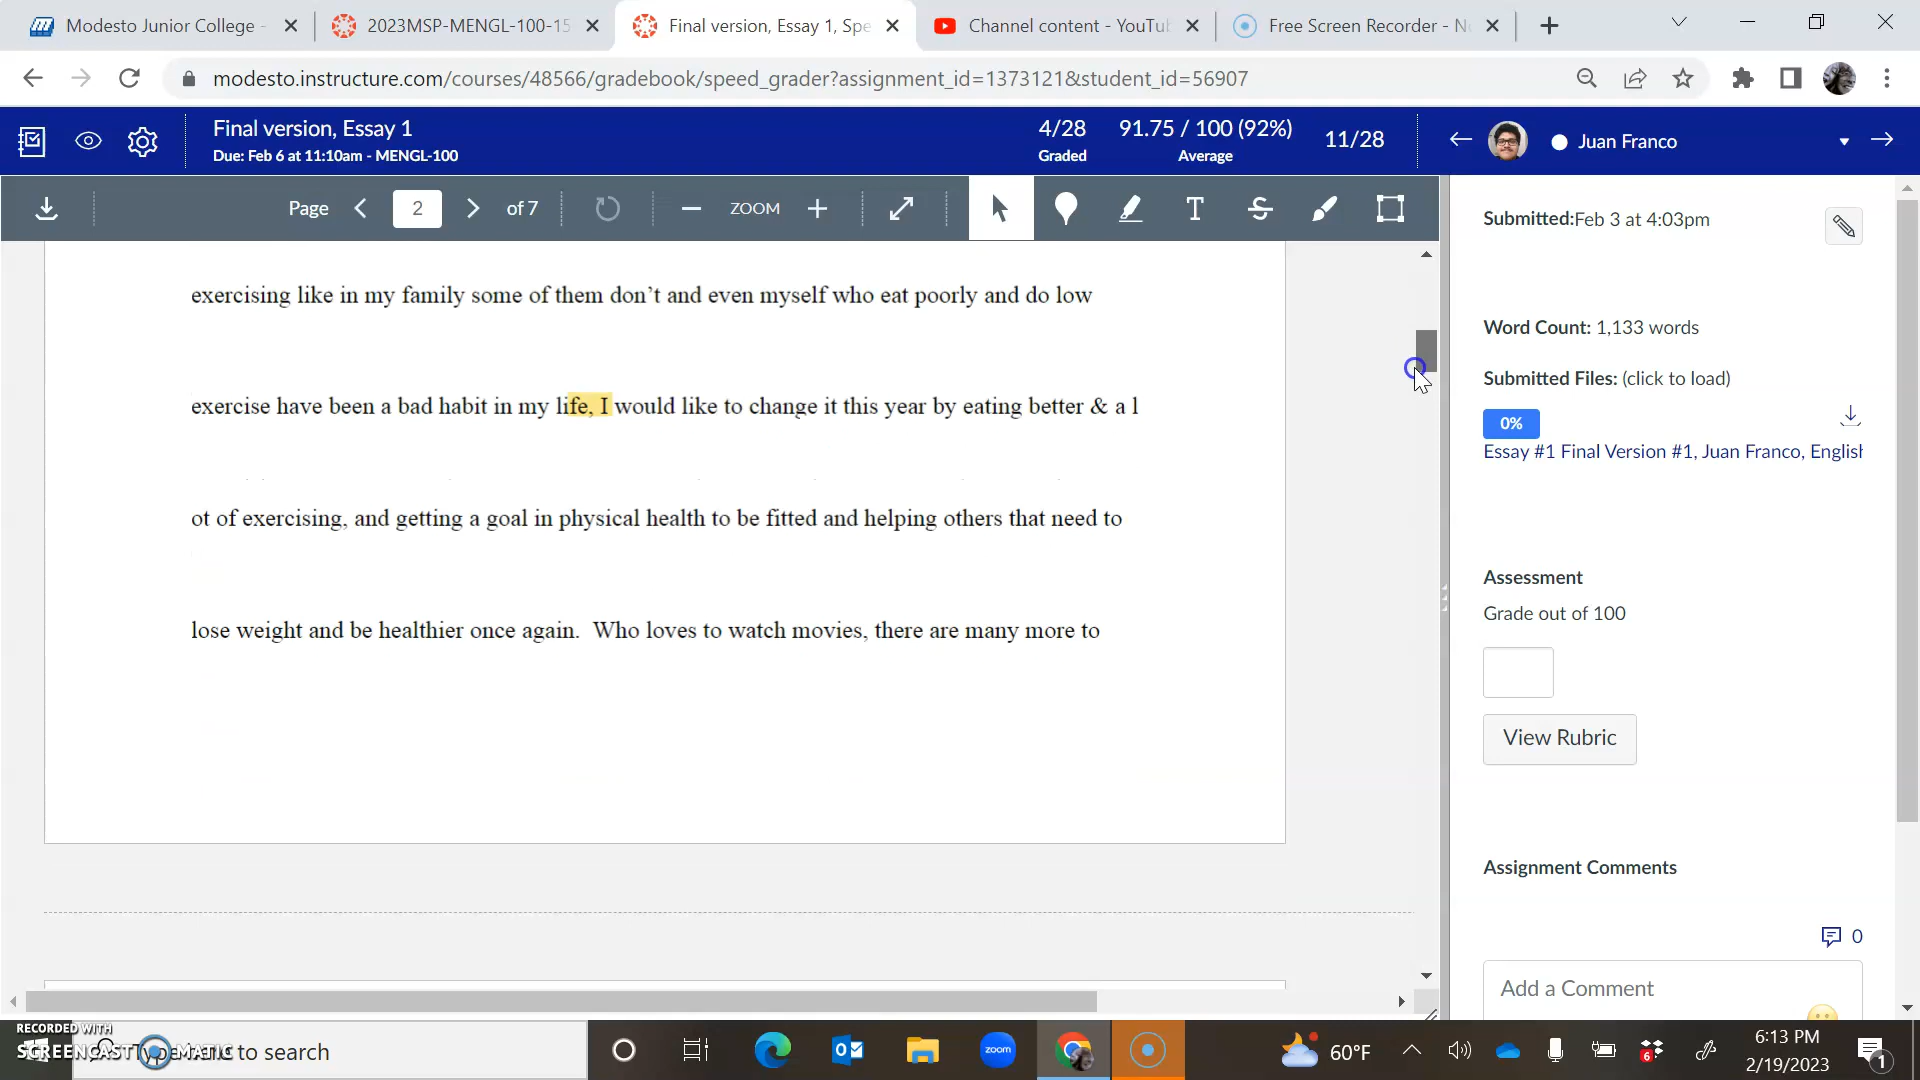 Modesto Junior College -
2023MSP-MENGL-100-15
Final version, Essay 1, Spe
Channel content - YouTu
Free Screen Recorder - N
modesto.instructure.com/courses/48566/gradebook/speed_grader?assignment_id=1373121&student_id=56907
Final version, Essay 1
Due: Feb 6 at 11:10am - MENGL-100
4/28
Graded
91.75 / 100 (92%)
Average
11/28
Juan Franco
Page 2 of 7
ZOOM
T
S
exercising like in my family some of them don't and even myself who eat poorly and do low
exercise have been a bad habit in my life, I would like to change it this year by eating better & a l
ot of exercising, and getting a goal in physical health to be fitted and helping others that need to
lose weight and be healthier once again.  Who loves to watch movies, there are many more to
Submitted:Feb 3 at 4:03pm
Word Count: 1,133 words
Submitted Files: (click to load)
0%
Essay #1 Final Version #1, Juan Franco, English
Assessment
Grade out of 100
View Rubric
Assignment Comments
0
Add a Comment
RECORDED WITH
SCREENCAST MATIC
Type here to search
zoom
60°F
6
6:13 PM
2/19/2023
1